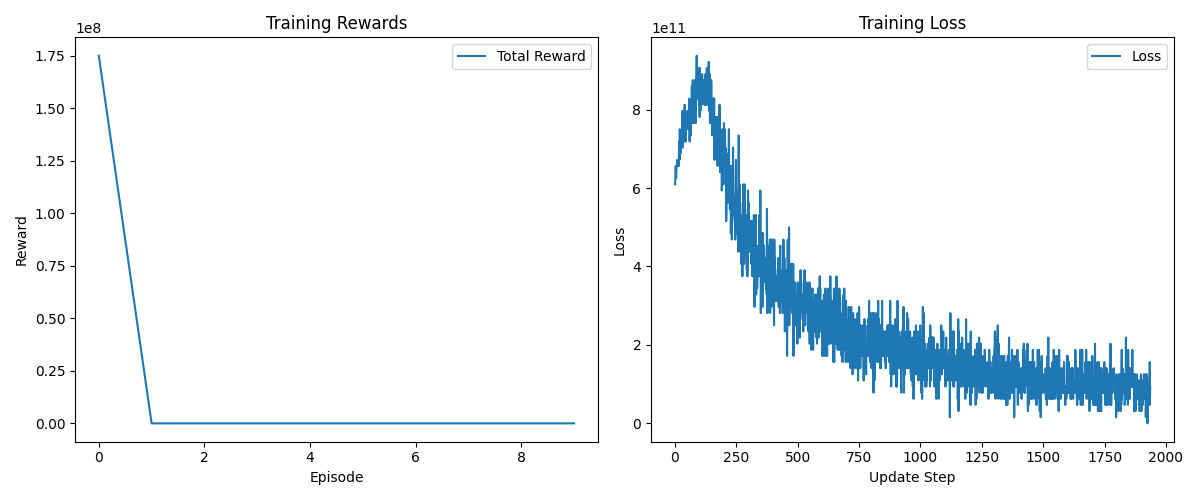 Training Rewards
1e8
Total Reward
1.75
1.50
1.25
1.00
0.75
0.50
0.25
0.00
Reward
0
2
4
6
8
Episode
Training Loss
1e11
Loss
8
6
4
2
0
Loss
0
250
500
750
1000
1250
1500
1750
2000
Update Step